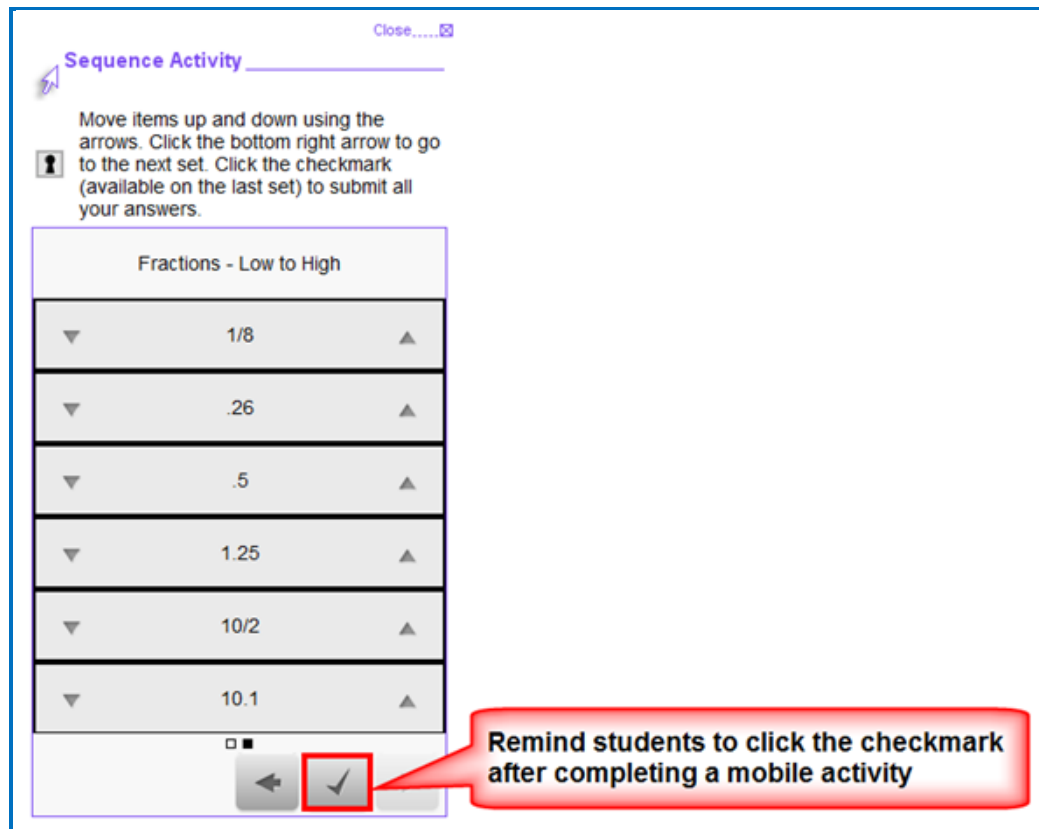 Close.....☒
Sequence Activity
Move items up and down using the
arrows. Click the bottom right arrow to go
to the next set. Click the checkmark
(available on the last set) to submit all
your answers.
Fractions - Low to High
1/8
.26
.5
1.25
10/2
10.1
Remind students to click the checkmark
after completing a mobile activity